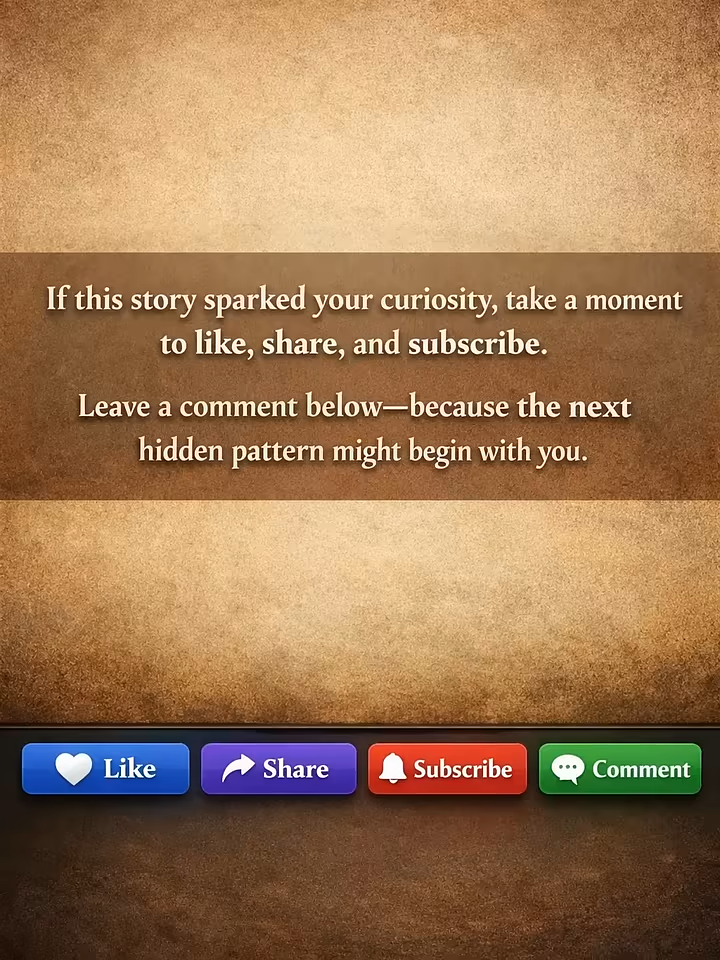 If this story sparked your curiosity, take a moment
to like, share, and subscribe.
Leave a comment below—because the next
hidden pattern might begin with you.
Like
Share
Subscribe
Comment